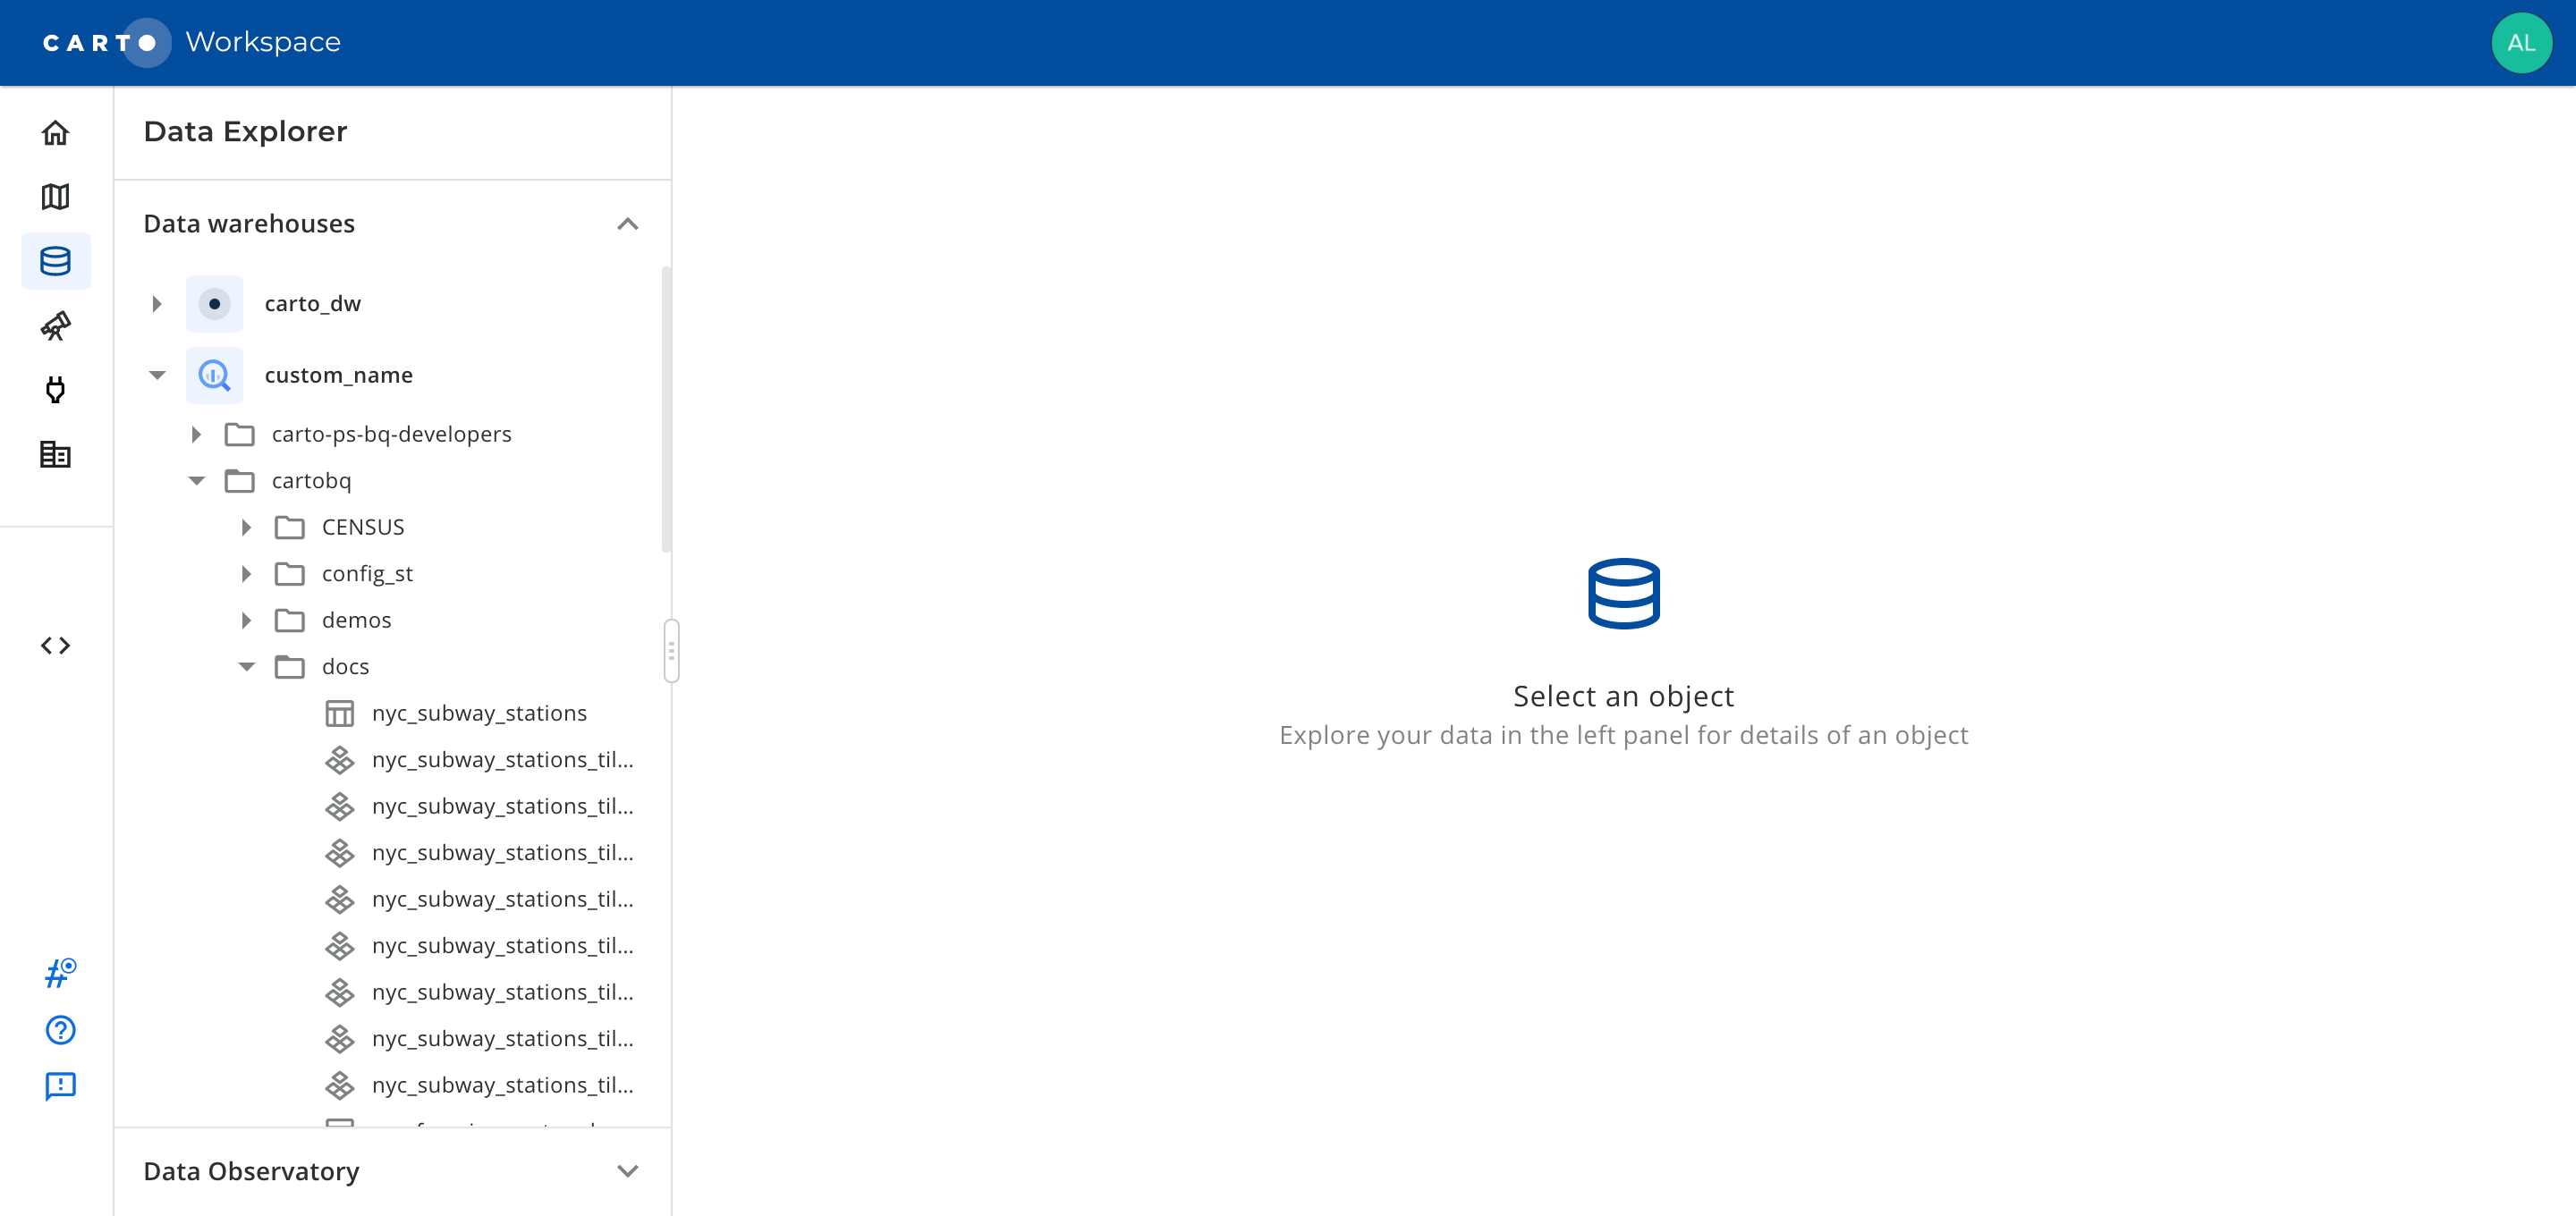 CARTO Workspace
AL
Data Explorer
Data warehouses
carto_dw
custom_name
carto-ps-bq-developers
cartobq
CENSUS
config_st
demos
docs
nyc_subway_stations
nyc_subway_stations_til...
nyc_subway_stations_til...
nyc_subway_stations_til...
nyc_subway_stations_til...
nyc_subway_stations_til...
nyc_subway_stations_til...
nyc_subway_stations_til...
nyc_subway_stations_til...
Data Observatory
Select an object
Explore your data in the left panel for details of an object